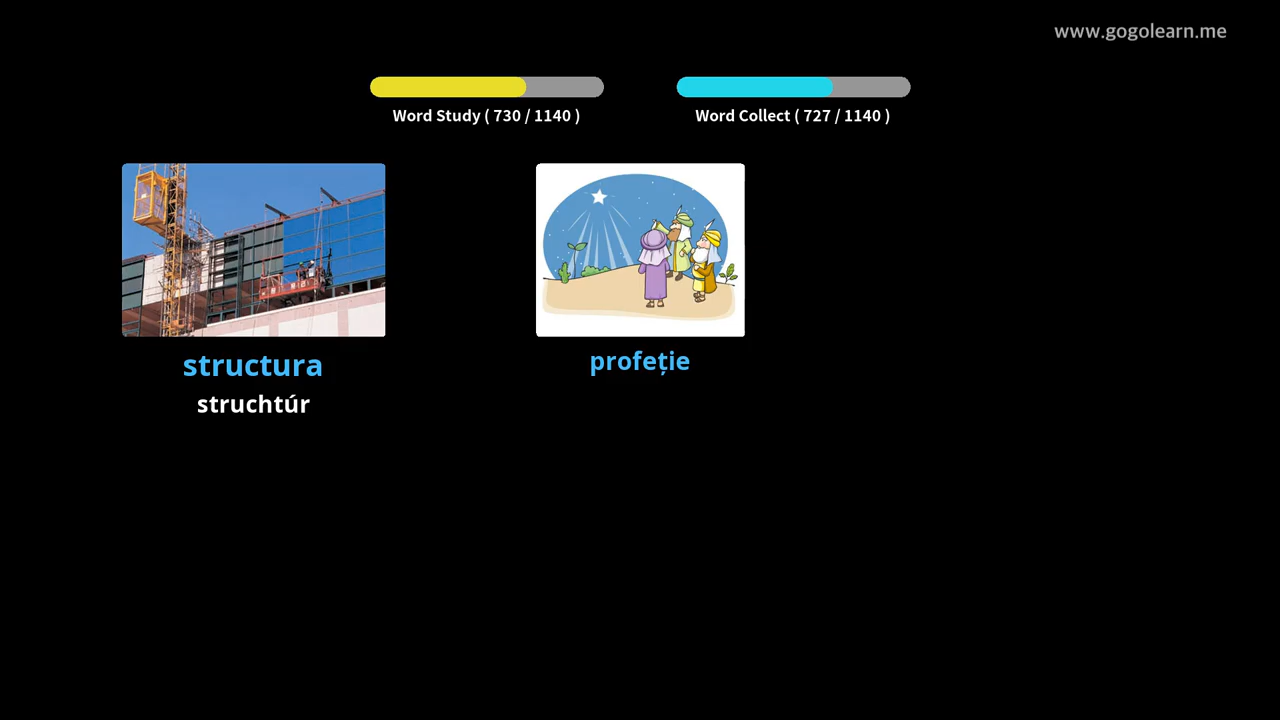 www.gogolearn.me
Word Study ( 730 / 1140 )
Word Collect ( 727 / 1140 )
structura
struchtúr
profeție